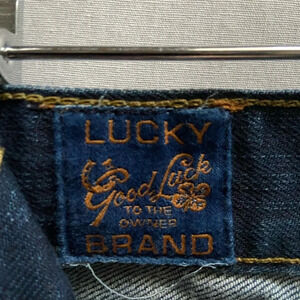 LUCKY
Good Luck
TO THE
OWNER
BRAND